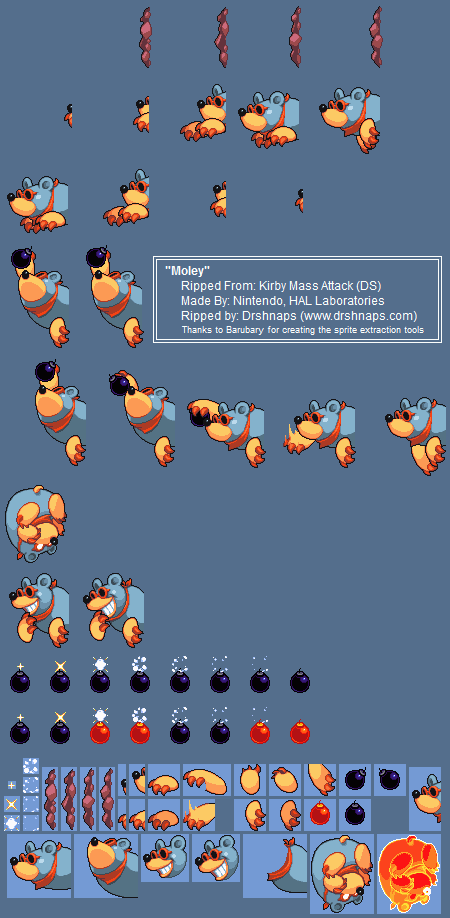 "Moley"
Ripped From: Kirby Mass Attack (DS)
Made By: Nintendo, HAL Laboratories
Ripped by: Drshnaps (www.drshnaps.com)
Thanks to Barubary for creating the sprite extraction tools